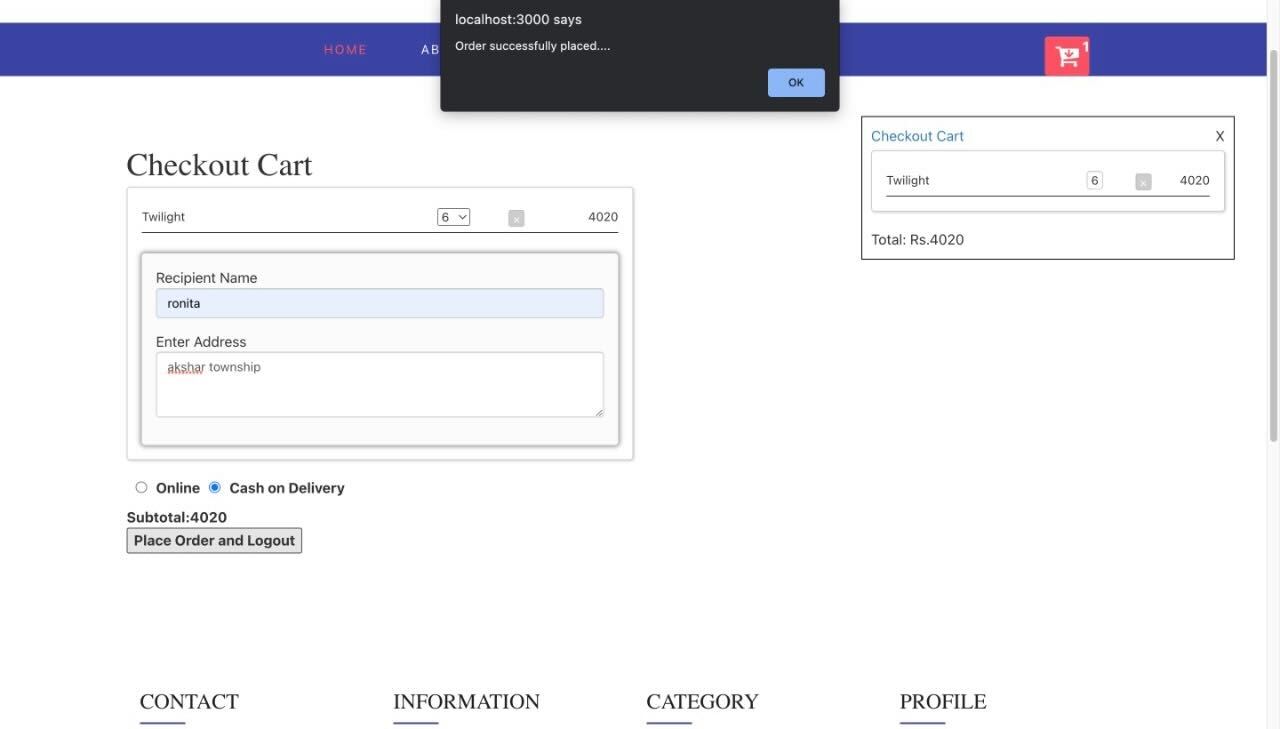 localhost:3000 says
Order successfully placed....
OK
HOME
AB
1
Checkout Cart
X
Twilight
6
x
4020
Total: Rs.4020
Checkout Cart
Twilight
6
x
4020
Recipient Name
ronita
Enter Address
akshar township
Online
Cash on Delivery
Subtotal:4020
Place Order and Logout
CONTACT
INFORMATION
CATEGORY
PROFILE